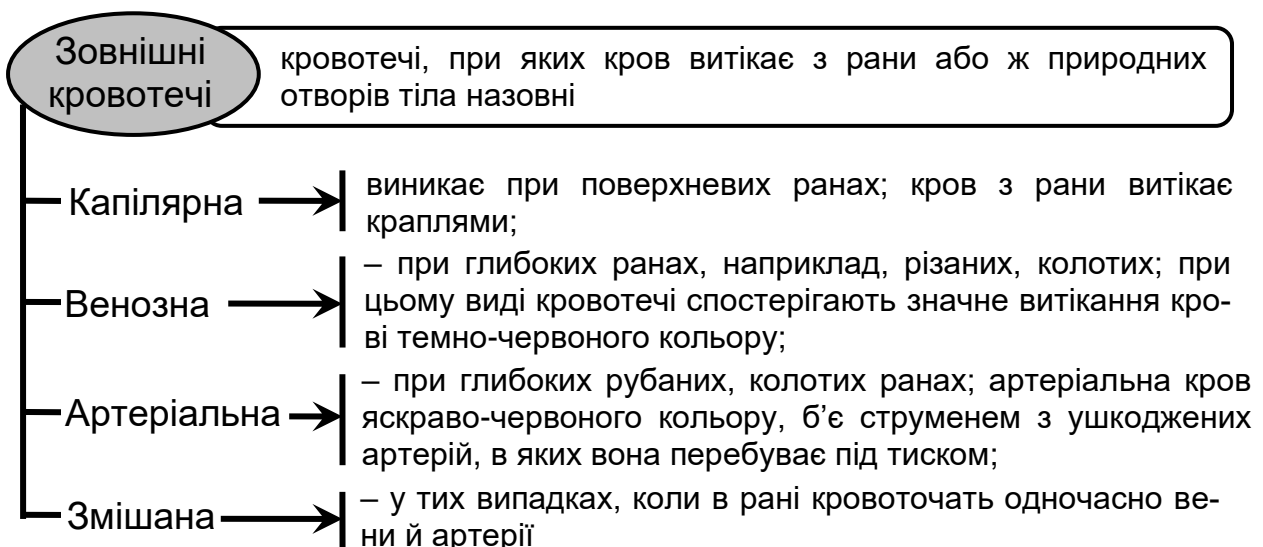 Зовнішні
кровотечі
кровотечі, при яких кров витікає з рани або ж природних
отворів тіла назовні
Капілярна
виникає при поверхневих ранах; кров з рани витікає
краплями;
Венозна
– при глибоких ранах, наприклад, різаних, колотих; при
цьому виді кровотечі спостерігають значне витікання кро-
ві темно-червоного кольору;
Артеріальна
– при глибоких рубаних, колотих ранах; артеріальна кров
яскраво-червоного кольору, б’є струменем з ушкоджених
артерій, в яких вона перебуває під тиском;
Змішана
– у тих випадках, коли в рані кровоточать одночасно ве-
ни й артерії